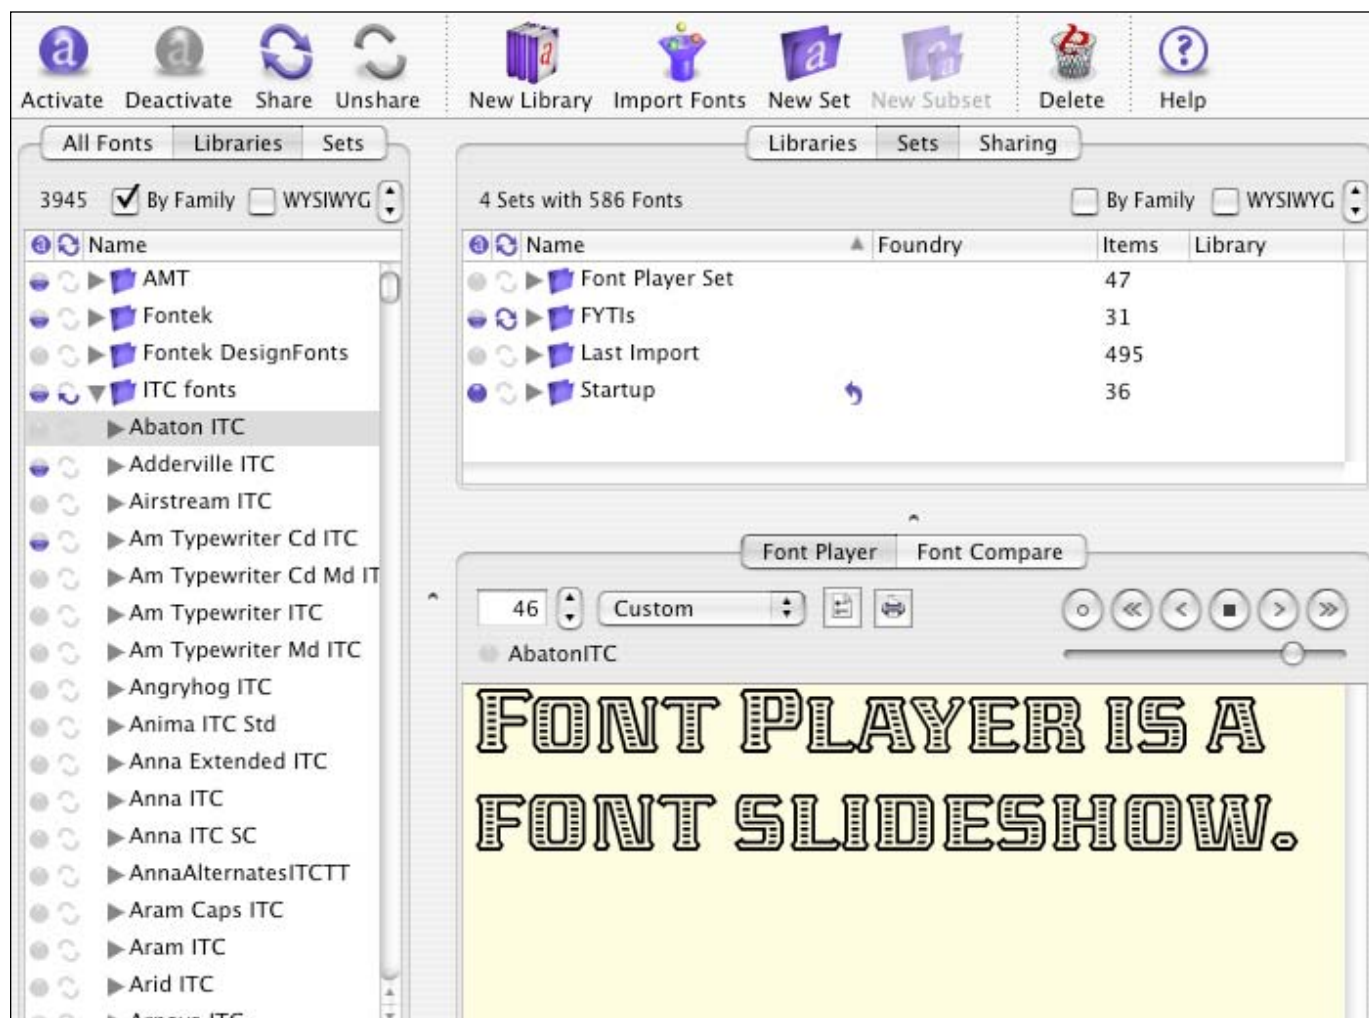 Activate Deactivate Share Unshare New Library Import Fonts New Set New Subset Delete Help
All Fonts Libraries Sets
3945 By Family WYSIWYG
Name
AMT
Fontek
Fontek DesignFonts
ITC fonts
Abaton ITC
Adderville ITC
Airstream ITC
Am Typewriter Cd ITC
Am Typewriter Cd Md IT
Am Typewriter ITC
Am Typewriter Md ITC
Angryhog ITC
Anima ITC Std
Anna Extended ITC
Anna ITC
Anna ITC SC
AnnaAlternatesITCTT
Aram Caps ITC
Aram ITC
Arid ITC
Libraries Sets Sharing
4 Sets with 586 Fonts By Family WYSIWYG
Name Foundry Items Library
Font Player Set 47
FYTIs 31
Last Import 495
Startup 36
Font Player Font Compare
46 Custom
AbatonITC
Font Player is a
font slideshow.